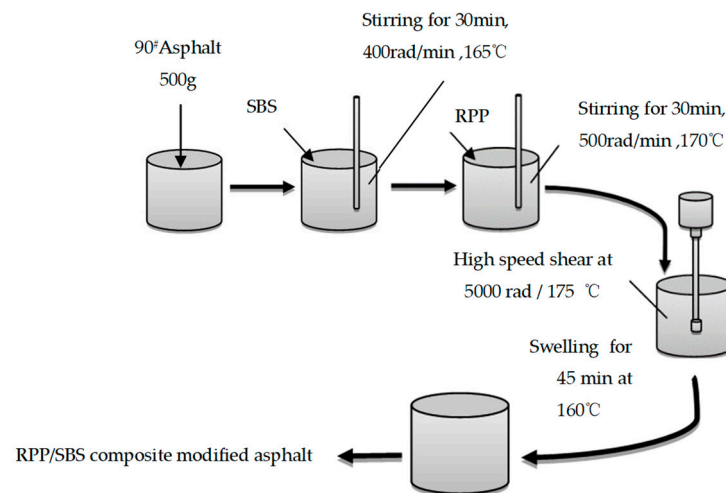 90#Asphalt
500g
SBS
Stirring for 30min,
400rad/min ,165℃
RPP
Stirring for 30min,
500rad/min ,170℃
High speed shear at
5000 rad / 175 ℃
Swelling for
45 min at
160℃
RPP/SBS composite modified asphalt